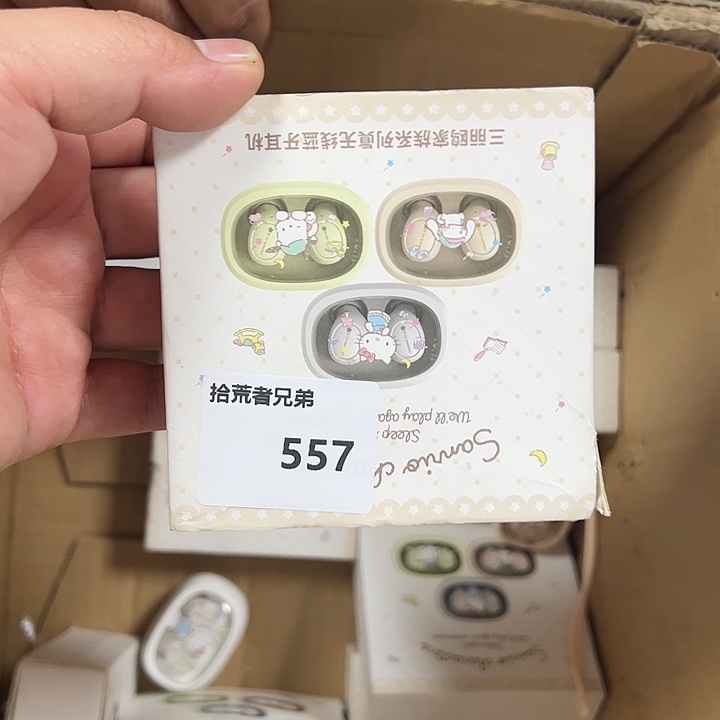 三丽鸥家族系列真无线蓝牙耳机
拾荒者兄弟
557
Sanrio
Sleep
We'll play aga